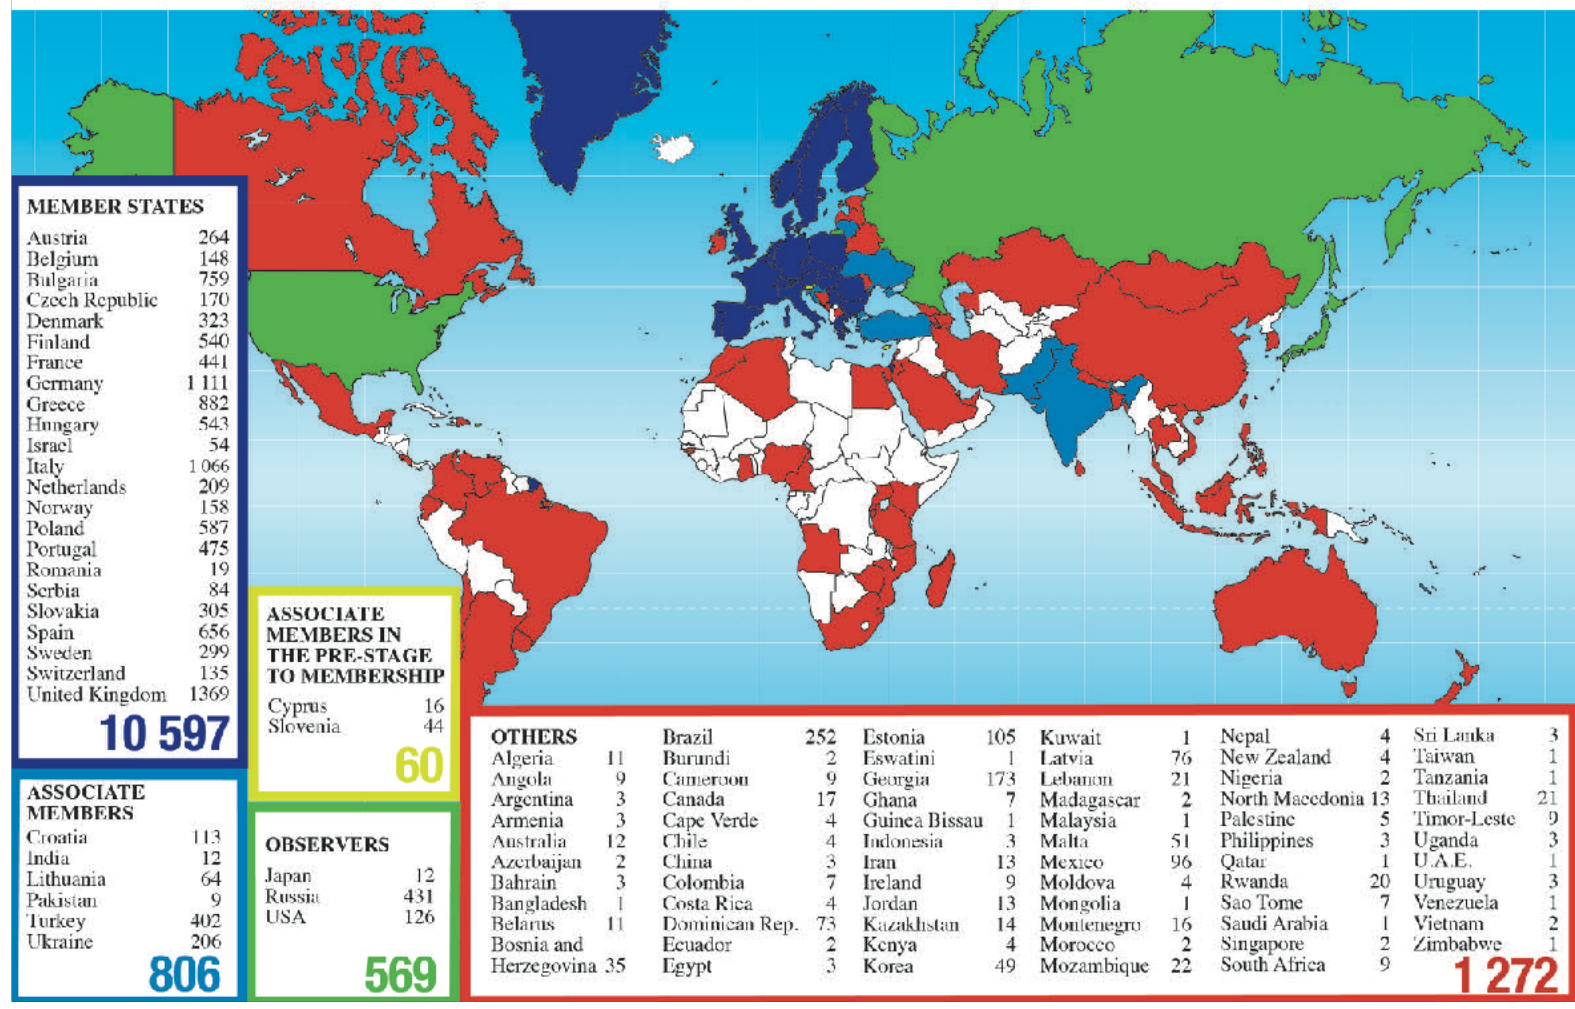 MEMBER STATES
Austria 264
Belgium 148
Bulgaria 759
Czech Republic 170
Denmark 323
Finland 540
France 441
Germany 1 111
Greece 882
Hungary 543
Israel 54
Italy 1 066
Netherlands 209
Norway 158
Poland 587
Portugal 475
Romania 19
Serbia 84
Slovakia 305
Spain 656
Sweden 299
Switzerland 135
United Kingdom 1369
10 597
ASSOCIATE
MEMBERS
Croatia 113
India 12
Lithuania 64
Pakistan 9
Turkey 402
Ukraine 206
806
ASSOCIATE
MEMBERS IN
THE PRE-STAGE
TO MEMBERSHIP
Cyprus 16
Slovenia 44
60
OBSERVERS
Japan 12
Russia 431
USA 126
569
OTHERS
Algeria 11
Angola 9
Argentina 3
Armenia 3
Australia 12
Azerbaijan 2
Bahrain 3
Bangladesh 1
Belarus 11
Bosnia and
Herzegovina 35
Brazil 252
Burundi 2
Cameroon 9
Canada 17
Cape Verde 4
Chile 4
China 3
Colombia 7
Costa Rica 4
Dominican Rep. 73
Ecuador 2
Egypt 3
Estonia 105
Eswatini 1
Georgia 173
Ghana 7
Guinea Bissau 1
Indonesia 3
Iran 13
Ireland 9
Jordan 13
Kazakhstan 14
Kenya 4
Korea 49
Kuwait 1
Latvia 76
Lebanon 21
Madagascar 2
Malaysia 1
Malta 51
Mexico 96
Moldova 4
Mongolia 1
Montenegro 16
Morocco 2
Mozambique 22
Nepal 4
New Zealand 4
Nigeria 2
North Macedonia 13
Palestine 5
Philippines 3
Qatar 1
Rwanda 20
Sao Tome 7
Saudi Arabia 1
Singapore 2
South Africa 9
Sri Lanka 3
Taiwan 1
Tanzania 1
Thailand 21
Timor-Leste 9
Uganda 3
U.A.E. 1
Uruguay 3
Venezuela 1
Vietnam 2
Zimbabwe 1
1 272